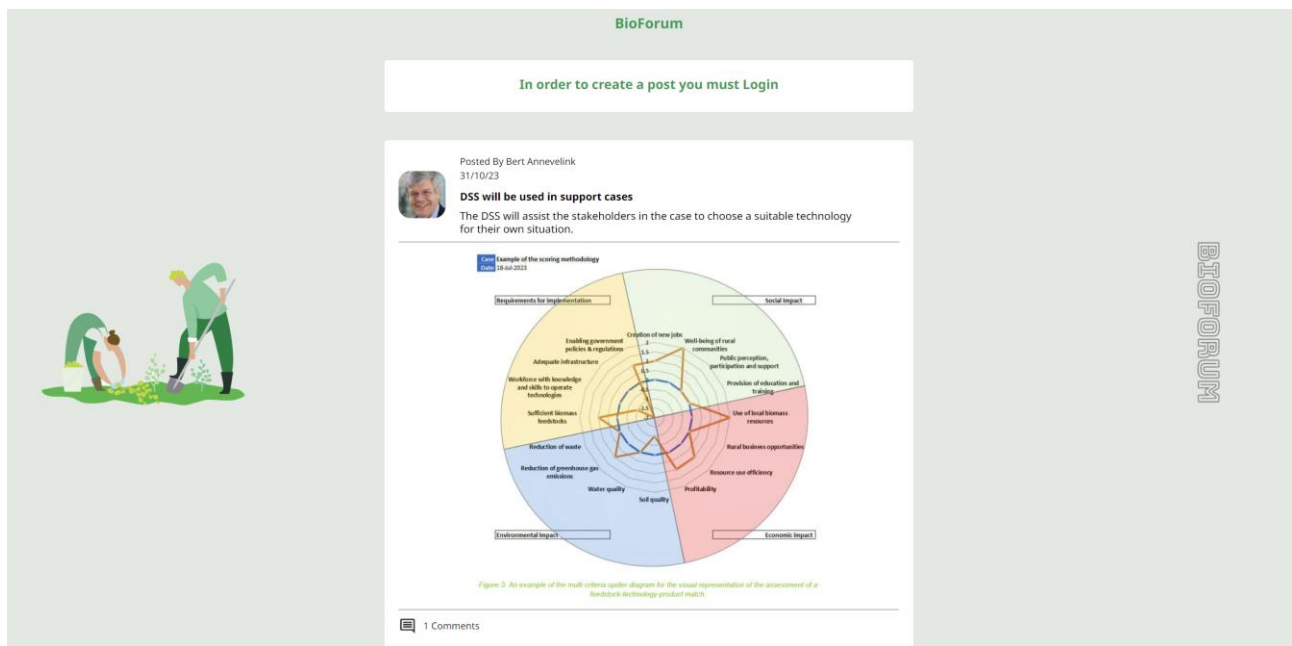 BioForum
In order to create a post you must Login
Posted By Bert Annevelink
31/10/23
DSS will be used in support cases
The DSS will assist the stakeholders in the case to choose a suitable technology
for their own situation.
Case Example of the scoring methodology
Date 18-Jul-2023
Requirements for Implementation
Social Impact
Creation of new jobs
Well-being of rural
communities
Public perception,
participation and support
Provision of education and
training
Use of local biomass
resources
Rural business opportunities
Resource use efficiency
Profitability
Soil quality
Water quality
Reduction of greenhouse gas
emissions
Reduction of waste
Sufficient biomass
feedstocks
Workforce with knowledge
and skills to operate
technologies
Adequate infrastructure
Enabling government
policies & regulations
2
1.5
1
Environmental impact
Economic Impact
Figure 3. An example of the multi criteria spider diagram for the visual representation of the assessment of a
feedstock-technology-product match.
1 Comments
BIOFORUM